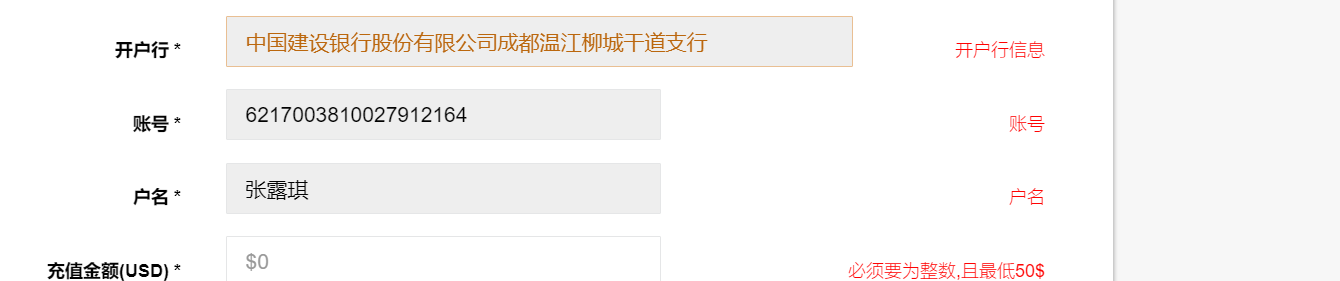 开户行 * 中国建设银行股份有限公司成都温江柳城干道支行 开户行信息
账号 * 6217003810027912164 账号
户名 * 张露琪 户名
充值金额(USD) * $0 必须要为整数,且最低50$